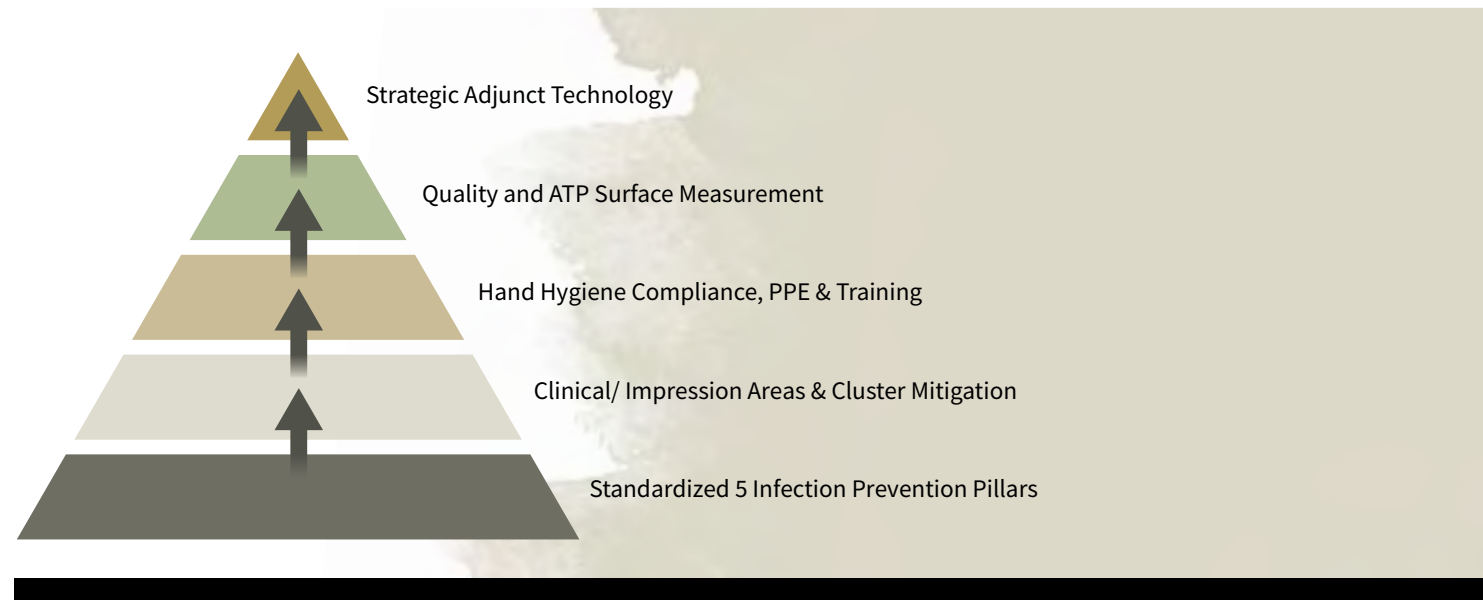 Strategic Adjunct Technology
Quality and ATP Surface Measurement
Hand Hygiene Compliance, PPE & Training
Clinical/ Impression Areas & Cluster Mitigation
Standardized 5 Infection Prevention Pillars